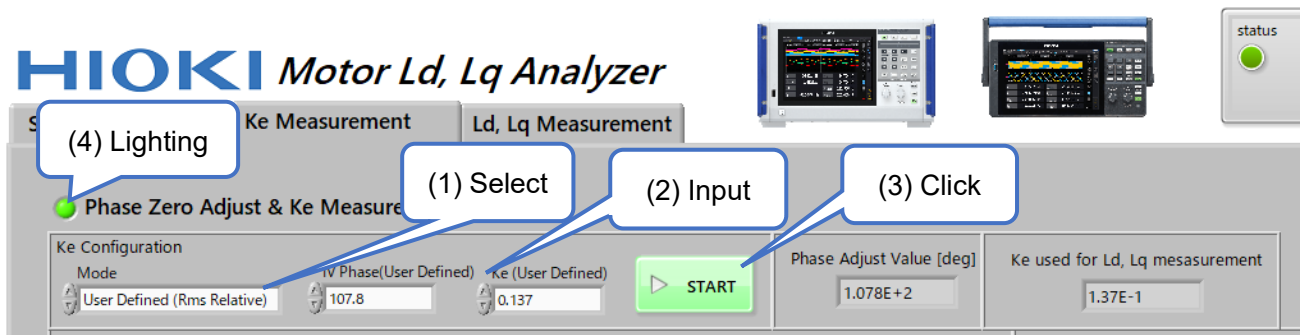 HIOKI Motor Ld, Lq Analyzer
status
S
Ke Measurement
Ld, Lq Measurement
(4) Lighting
(1) Select
(2) Input
(3) Click
Phase Zero Adjust & Ke Measure
Ke Configuration
Mode
IV Phase(User Defined)
Ke (User Defined)
User Defined (Rms Relative)
107.8
0.137
START
Phase Adjust Value [deg]
1.078E+2
Ke used for Ld, Lq mesasurement
1.37E-1